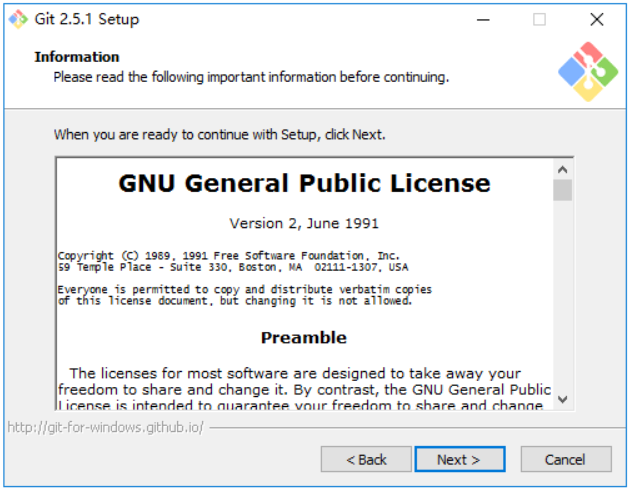 Git 2.5.1 Setup
Information
Please read the following important information before continuing.
When you are ready to continue with Setup, click Next.
GNU General Public License
Version 2, June 1991
Copyright (C) 1989, 1991 Free Software Foundation, Inc.
59 Temple Place - Suite 330, Boston, MA  02111-1307, USA
Everyone is permitted to copy and distribute verbatim copies
of this license document, but changing it is not allowed.
Preamble
The licenses for most software are designed to take away your
freedom to share and change it. By contrast, the GNU General Public
License is intended to guarantee your freedom to share and change
http://git-for-windows.github.io/
< Back
Next >
Cancel